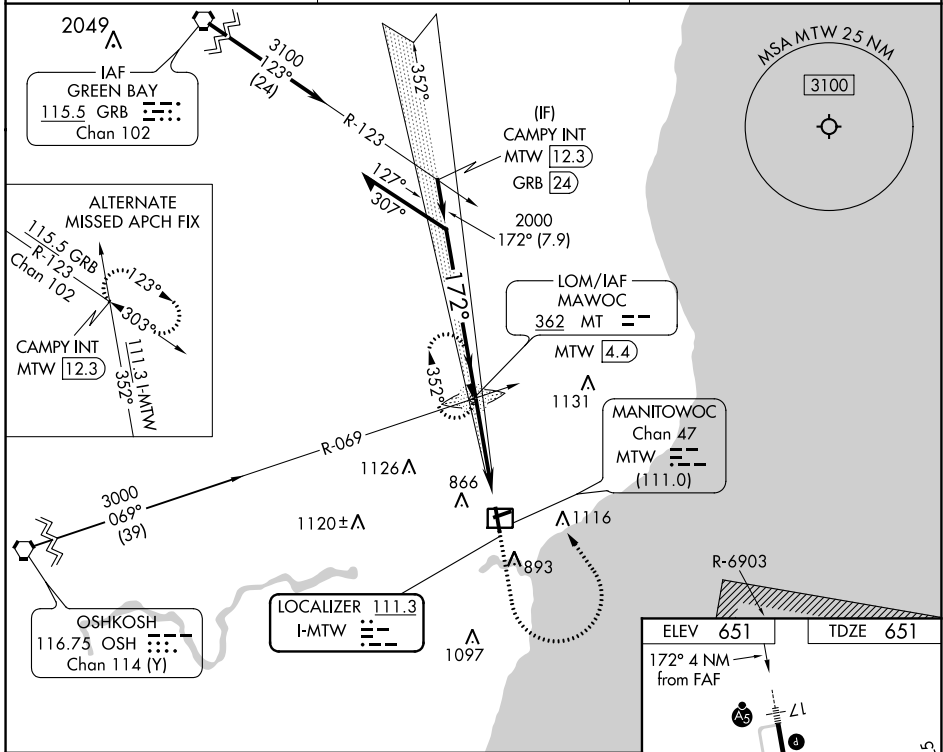 2049
IAF
GREEN BAY
115.5 GRB
Chan 102
3100
123°
(24)
R-123
352°
(IF)
CAMPY INT
MTW 12.3
GRB 24
MSA MTW 25 NM
3100
127°
307°
2000
172° (7.9)
172°
ALTERNATE
MISSED APCH FIX
115.5 GRB
R-123
Chan 102
123°
303°
CAMPY INT
MTW 12.3
111.3 I-MTW
352°
LOM/IAF
MAWOC
362 MT
MTW 4.4
352°
1131
R-069
MANITOWOC
Chan 47
MTW
(111.0)
1126
866
3000
069°
(39)
1120±
1116
893
R-6903
OSHKOSH
116.75 OSH
Chan 114 (Y)
LOCALIZER 111.3
I-MTW
1097
ELEV 651
TDZE 651
172° 4 NM
from FAF
A5
17
P
5